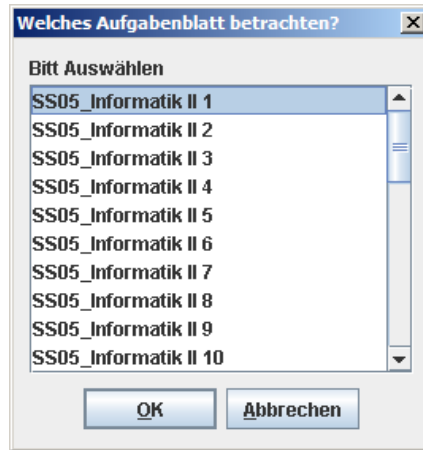 Welches Aufgabenblatt betrachten?
Bitt Auswählen
SS05_Informatik II 1
SS05_Informatik II 2
SS05_Informatik II 3
SS05_Informatik II 4
SS05_Informatik II 5
SS05_Informatik II 6
SS05_Informatik II 7
SS05_Informatik II 8
SS05_Informatik II 9
SS05_Informatik II 10
OK Abbrechen